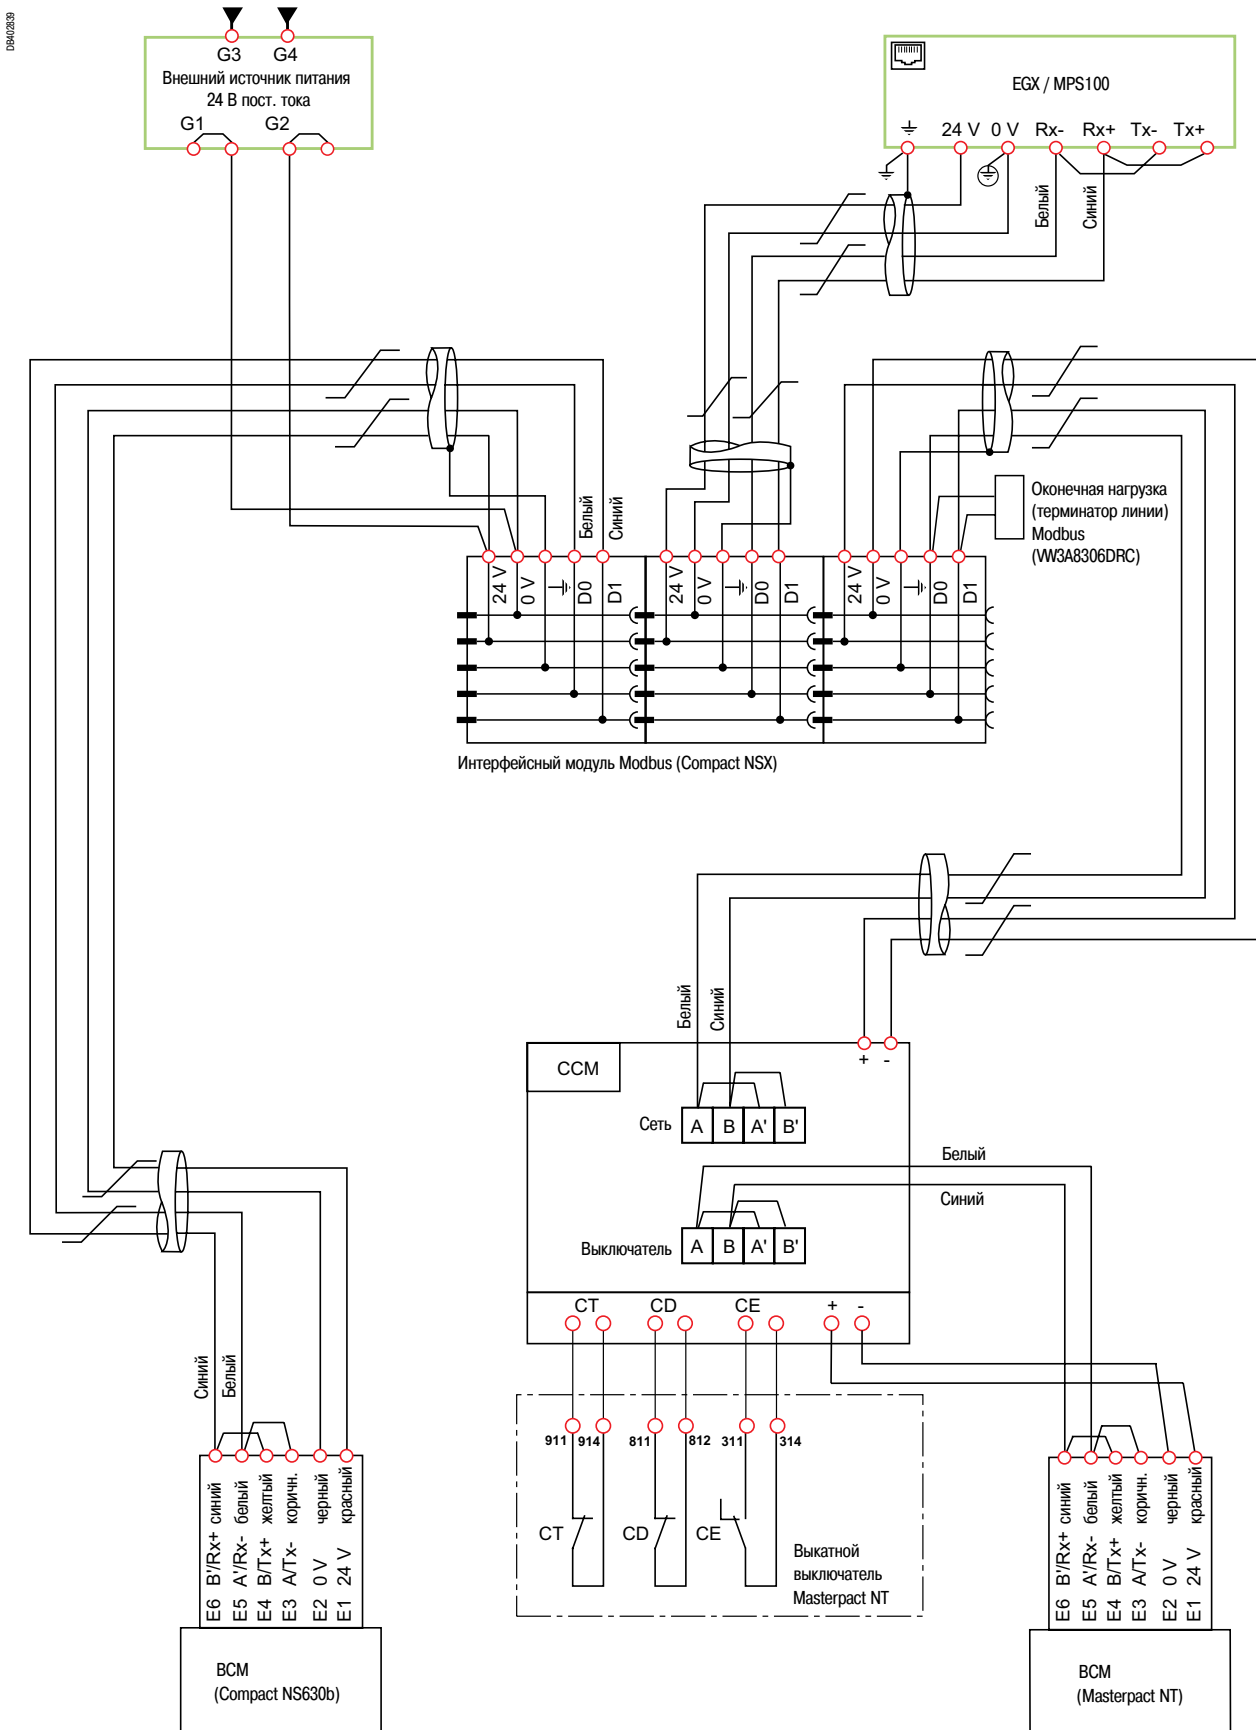 DB402839
G3 G4
Внешний источник питания
24 В пост. тока
G1 G2
EGX / MPS100
24 V 0 V Rx- Rx+ Tx- Tx+
Белый
Синий
Белый
Синий
Оконечная нагрузка
(терминатор линии)
Modbus
(VW3A8306DRC)
24 V
0 V
D0
D1
24 V
0 V
D0
D1
24 V
0 V
D0
D1
Интерфейсный модуль Modbus (Compact NSX)
Белый
Синий
CCM
+ -
Сеть A B A' B'
Белый
Синий
Выключатель A B A' B'
CT CD CE + -
911 914 811 812 311 314
CT CD CE
Выкатной
выключатель
Masterpact NT
Синий
Белый
E6 B'/Rx+ синий
E5 A'/Rx- белый
E4 B/Tx+ желтый
E3 A/Tx- коричн.
E2 0 V черный
E1 24 V красный
BCM
(Compact NS630b)
E6 B'/Rx+ синий
E5 A'/Rx- белый
E4 B/Tx+ желтый
E3 A/Tx- коричн.
E2 0 V черный
E1 24 V красный
BCM
(Masterpact NT)